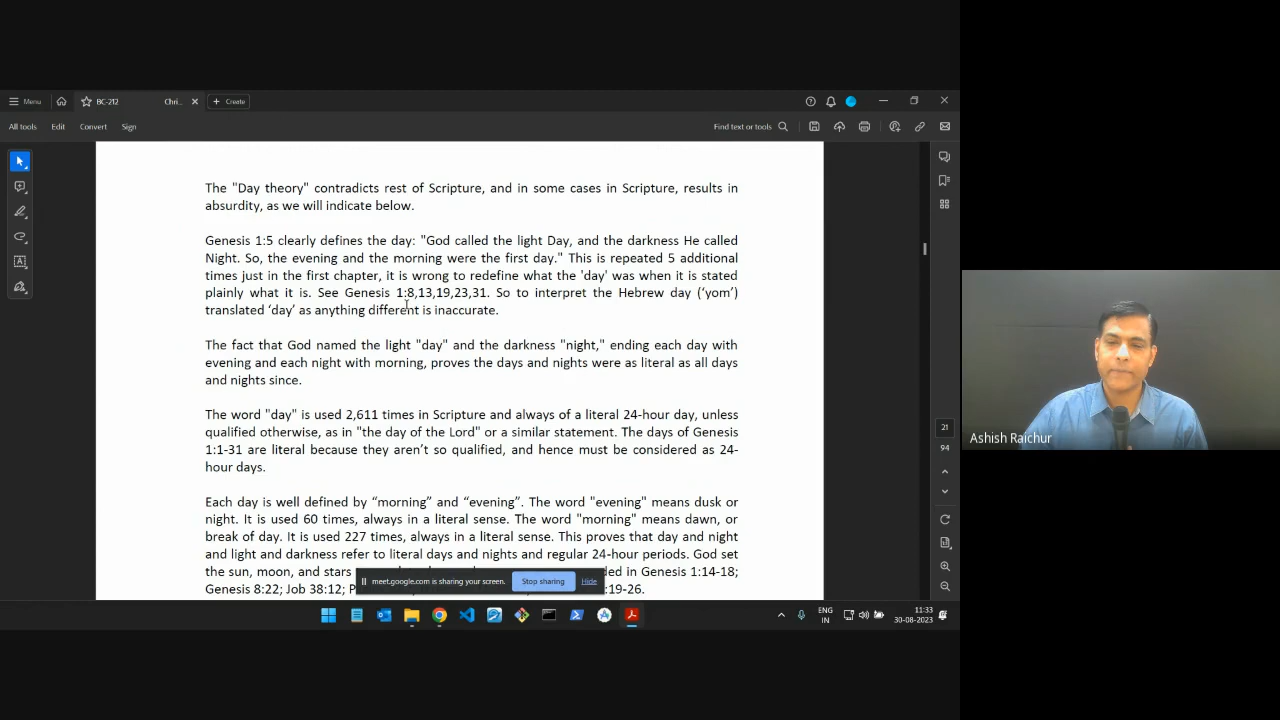 Menu
BC-212
Chri...
Create
All tools
Edit
Convert
Sign
Find text or tools
The "Day theory" contradicts rest of Scripture, and in some cases in Scripture, results in
absurdity, as we will indicate below.
Genesis 1:5 clearly defines the day: "God called the light Day, and the darkness He called
Night. So, the evening and the morning were the first day." This is repeated 5 additional
times just in the first chapter, it is wrong to redefine what the 'day' was when it is stated
plainly what it is. See Genesis 1:8,13,19,23,31. So to interpret the Hebrew day (‘yom’)
translated ‘day’ as anything different is inaccurate.
The fact that God named the light "day" and the darkness "night," ending each day with
evening and each night with morning, proves the days and nights were as literal as all days
and nights since.
The word "day" is used 2,611 times in Scripture and always of a literal 24-hour day, unless
qualified otherwise, as in "the day of the Lord" or a similar statement. The days of Genesis
1:1-31 are literal because they aren’t so qualified, and hence must be considered as 24-
hour days.
Each day is well defined by “morning” and “evening”. The word "evening" means dusk or
night. It is used 60 times, always in a literal sense. The word "morning" means dawn, or
break of day. It is used 227 times, always in a literal sense. This proves that day and night
and light and darkness refer to literal days and nights and regular 24-hour periods. God set
the sun, moon, and stars ded in Genesis 1:14-18;
Genesis 8:22; Job 38:12; P :19-26.
meet.google.com is sharing your screen.
Stop sharing
Hide
21
94
ENG
IN
11:33
30-08-2023
Ashish Raichur